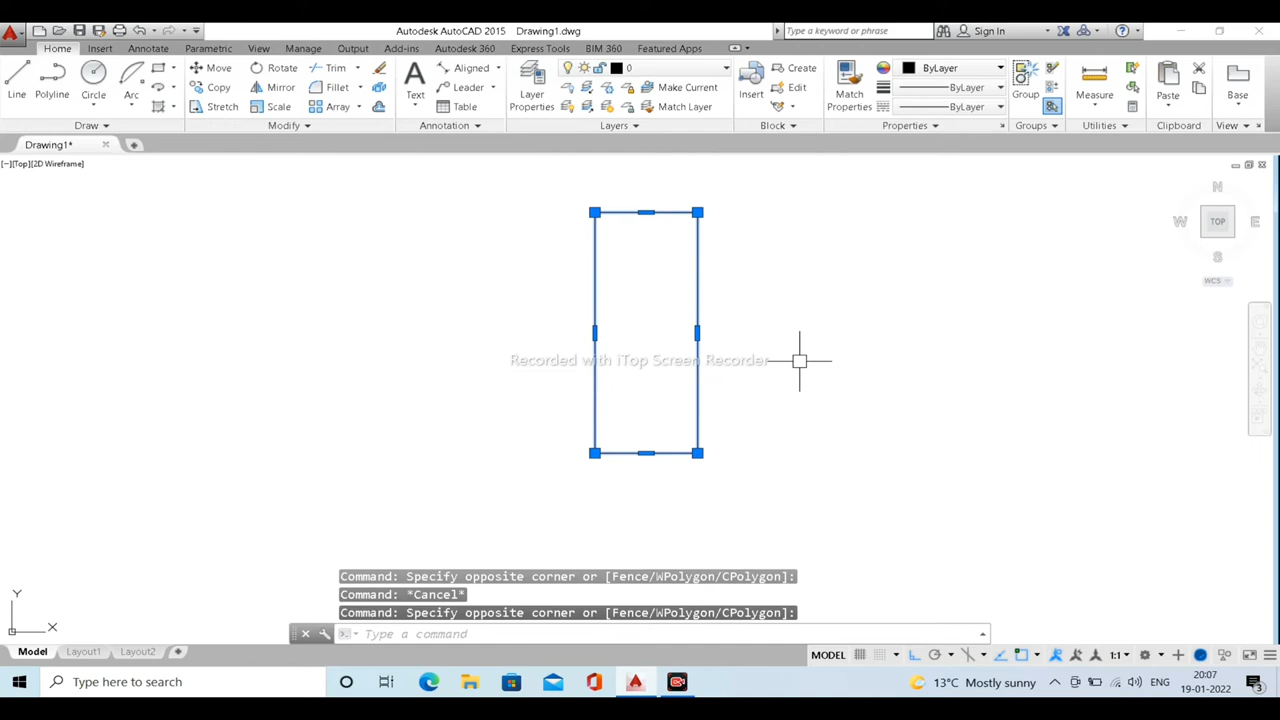 Autodesk AutoCAD 2015 Drawing1.dwg
Type a keyword or phrase
Sign In
Home Insert Annotate Parametric View Manage Output Add-ins Autodesk 360 Express Tools BIM 360 Featured Apps
Line
Polyline
Circle
Arc
Move
Rotate
Trim
Copy
Mirror
Fillet
Stretch
Scale
Array
Text
Aligned
Leader
Table
Layer
Properties
0
Make Current
Match Layer
Insert
Create
Edit
Match
Properties
ByLayer
ByLayer
ByLayer
Group
Measure
Paste
Base
Draw
Modify
Annotation
Layers
Block
Properties
Groups
Utilities
Clipboard
View
Drawing1*
[−][Top][2D Wireframe]
N
W
TOP
E
S
WCS
Recorded with iTop Screen Recorder
Command: Specify opposite corner or [Fence/WPolygon/CPolygon]:
Command: *Cancel*
Command: Specify opposite corner or [Fence/WPolygon/CPolygon]:
Type a command
Y
X
Model Layout1 Layout2
MODEL
1:1
Type here to search
13°C Mostly sunny
ENG
20:07
19-01-2022
3